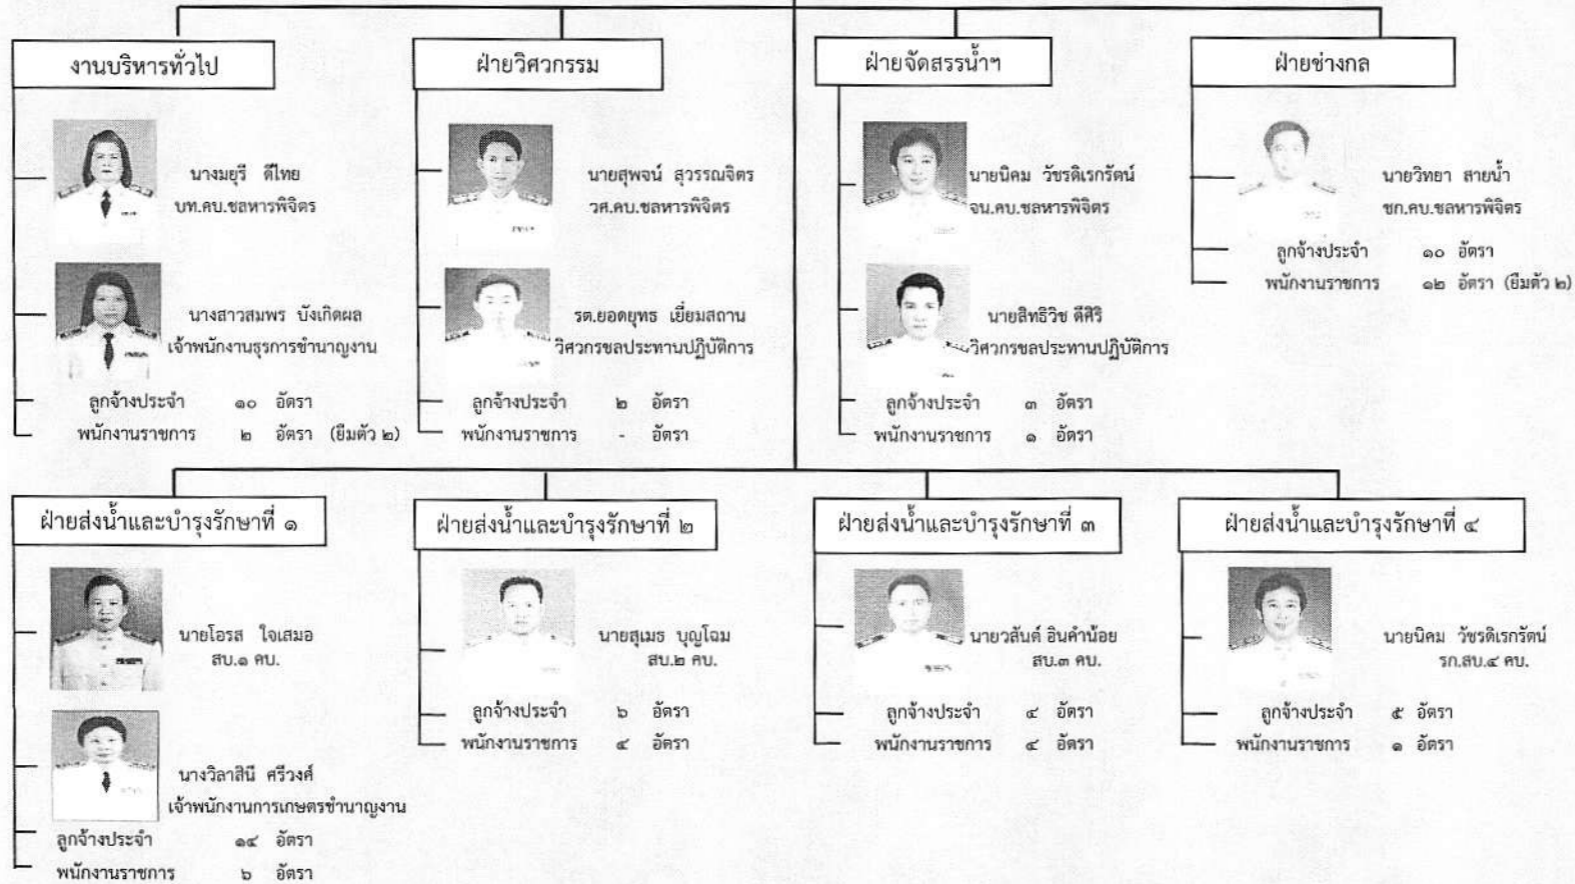 งานบริหารทั่วไป
นางมยุรี ดีไทย
บท.คบ.ชลหารพิจิตร
นางสาวสมพร บังเกิดผล
เจ้าพนักงานธุรการชำนาญงาน
ลูกจ้างประจำ ๑๐ อัตรา
พนักงานราชการ ๒ อัตรา (ยืมตัว ๒)
ฝ่ายวิศวกรรม
นายสุพจน์ สุวรรณจิตร
วศ.คบ.ชลหารพิจิตร
รต.ยอดยุทธ เยี่ยมสถาน
วิศวกรชลประทานปฏิบัติการ
ลูกจ้างประจำ ๒ อัตรา
พนักงานราชการ - อัตรา
ฝ่ายจัดสรรน้ำฯ
นายนิคม วัชรดิเรกรัตน์
จน.คบ.ชลหารพิจิตร
นายสิทธิวิช ดีศิริ
วิศวกรชลประทานปฏิบัติการ
ลูกจ้างประจำ ๓ อัตรา
พนักงานราชการ ๑ อัตรา
ฝ่ายช่างกล
นายวิทยา สายน้ำ
ชก.คบ.ชลหารพิจิตร
ลูกจ้างประจำ ๑๐ อัตรา
พนักงานราชการ ๑๒ อัตรา (ยืมตัว ๒)
ฝ่ายส่งน้ำและบำรุงรักษาที่ ๑
นายโอรส ใจเสมอ
สบ.๑ คบ.
นางวิลาสินี ศรีวงศ์
เจ้าพนักงานการเกษตรชำนาญงาน
ลูกจ้างประจำ ๑๔ อัตรา
พนักงานราชการ ๖ อัตรา
ฝ่ายส่งน้ำและบำรุงรักษาที่ ๒
นายสุเมธ บุญโฉม
สบ.๒ คบ.
ลูกจ้างประจำ ๖ อัตรา
พนักงานราชการ ๔ อัตรา
ฝ่ายส่งน้ำและบำรุงรักษาที่ ๓
นายวสันต์ อินคำน้อย
สบ.๓ คบ.
ลูกจ้างประจำ ๔ อัตรา
พนักงานราชการ ๔ อัตรา
ฝ่ายส่งน้ำและบำรุงรักษาที่ ๔
นายนิคม วัชรดิเรกรัตน์
รก.สบ.๔ คบ.
ลูกจ้างประจำ ๕ อัตรา
พนักงานราชการ ๑ อัตรา